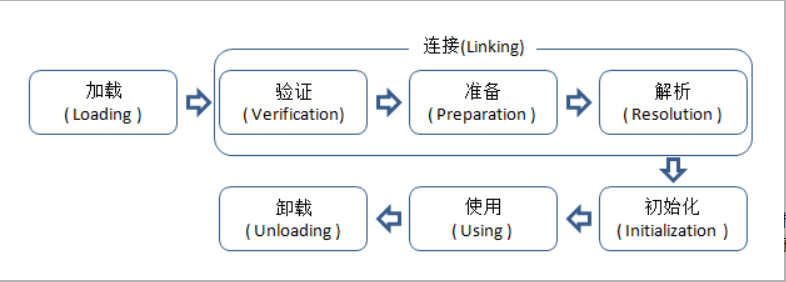 连接(Linking)
加载
( Loading )
验证
( Verification)
准备
( Preparation )
解析
( Resolution )
初始化
( Initialization )
使用
( Using )
卸载
( Unloading )